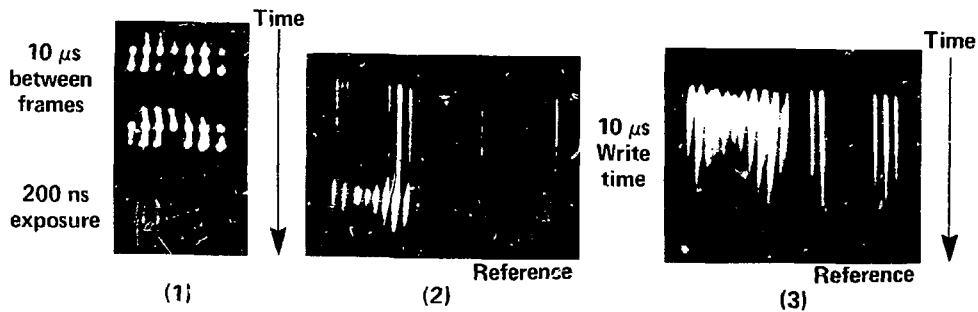 Time
10 μs
between
frames
200 ns
exposure
(1)
Reference
(2)
Time
10 μs
Write
time
Reference
(3)